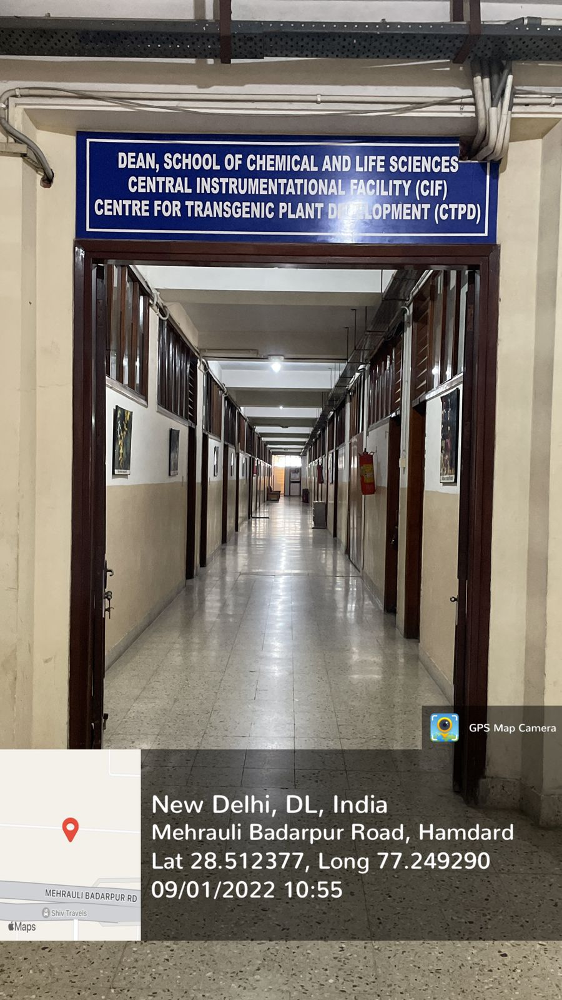 DEAN, SCHOOL OF CHEMICAL AND LIFE SCIENCES
CENTRAL INSTRUMENTATIONAL FACILITY (CIF)
CENTRE FOR TRANSGENIC PLANT DEVELOPMENT (CTPD)
GPS Map Camera
New Delhi, DL, India
Mehrauli Badarpur Road, Hamdard
Lat 28.512377, Long 77.249290
09/01/2022 10:55
MEHRAULI BADARPUR RD
Shiv Travels
Maps